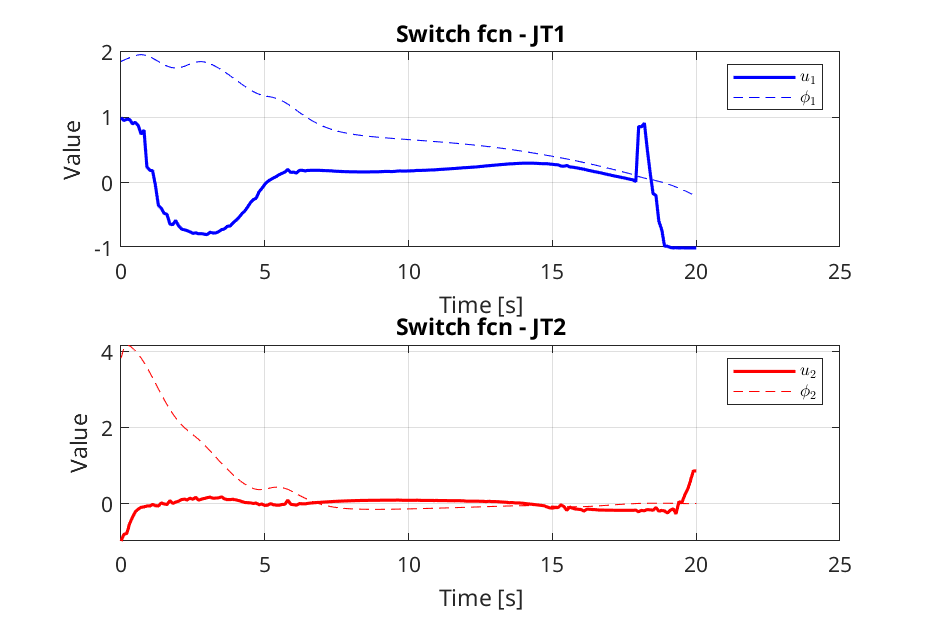 Switch fcn - JT1
2
1
0
-1
Value
u₁
ϕ₁
0 5 10 15 20 25
Time [s]
Switch fcn - JT2
4
2
0
Value
u₂
ϕ₂
0 5 10 15 20 25
Time [s]